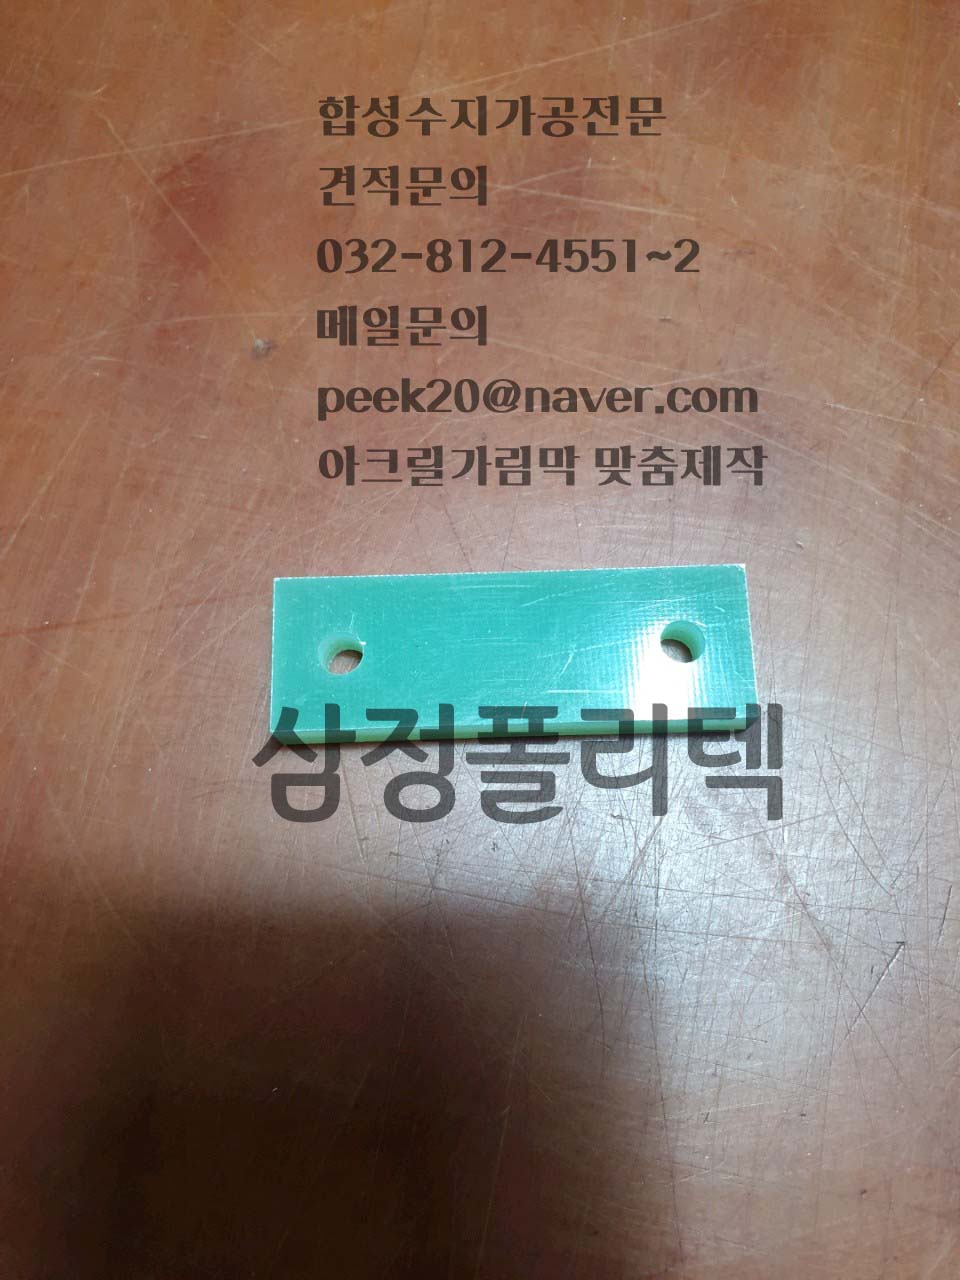 합성수지가공전문
견적문의
032-812-4551~2
메일문의
peek20@naver.com
아크릴가림막 맞춤제작
삼정폴리텍